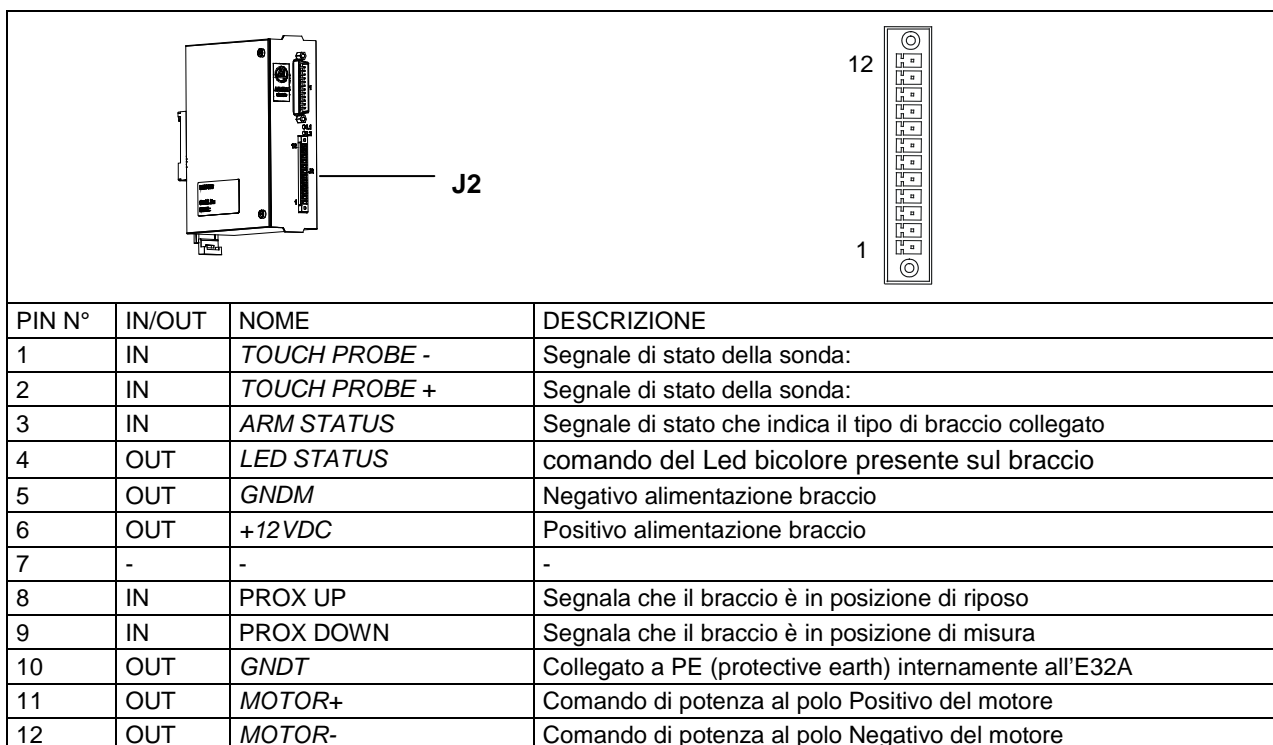 12
J2
1
PIN N° IN/OUT NOME DESCRIZIONE
1 IN TOUCH PROBE - Segnale di stato della sonda:
2 IN TOUCH PROBE + Segnale di stato della sonda:
3 IN ARM STATUS Segnale di stato che indica il tipo di braccio collegato
4 OUT LED STATUS comando del Led bicolore presente sul braccio
5 OUT GNDM Negativo alimentazione braccio
6 OUT +12VDC Positivo alimentazione braccio
7 - - -
8 IN PROX UP Segnala che il braccio è in posizione di riposo
9 IN PROX DOWN Segnala che il braccio è in posizione di misura
10 OUT GNDT Collegato a PE (protective earth) internamente all'E32A
11 OUT MOTOR+ Comando di potenza al polo Positivo del motore
12 OUT MOTOR- Comando di potenza al polo Negativo del motore